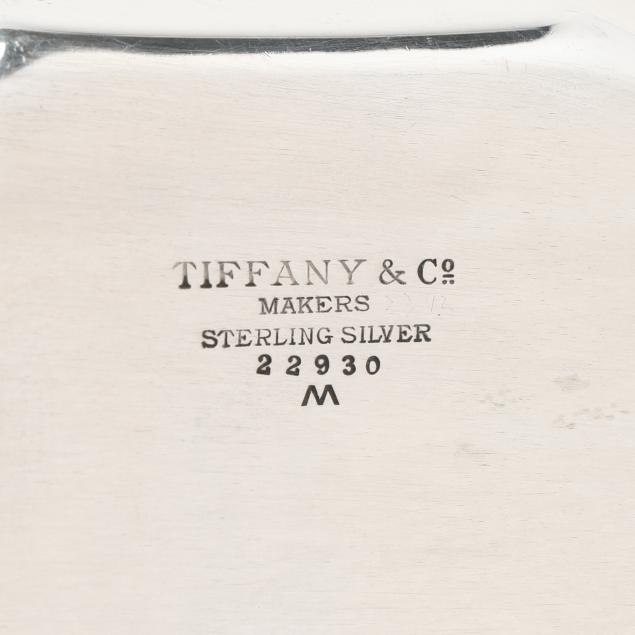 TIFFANY & Cº
MAKERS
STERLING SILVER
22930
M